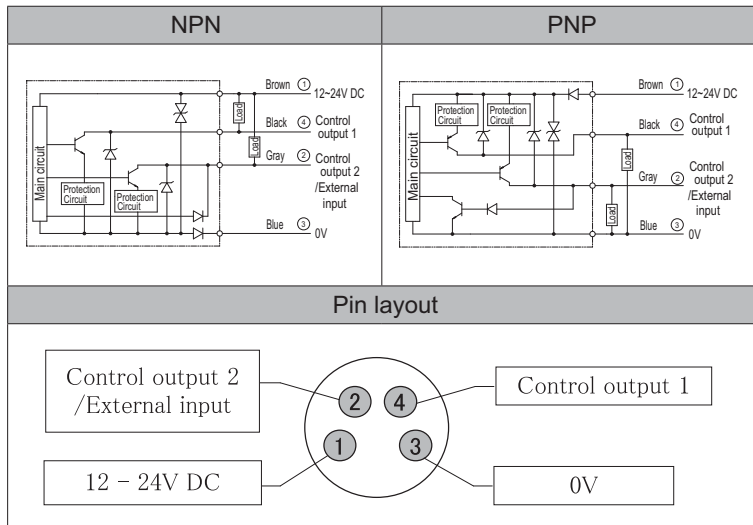 NPN
PNP
Brown ①
12~24V DC
Load
Black ④ Control
output 1
Load
Gray ② Control
output 2
/External
input
Main circuit
Protection
Circuit
Protection
Circuit
Blue ③
0V
Brown ①
12~24V DC
Protection
Circuit
Protection
Circuit
Black ④ Control
output 1
Load
Gray ② Control
output 2
/External
input
Main circuit
Load
Blue ③
0V
Pin layout
Control output 2
/External input
2
4
Control output 1
1
3
12 - 24V DC
0V